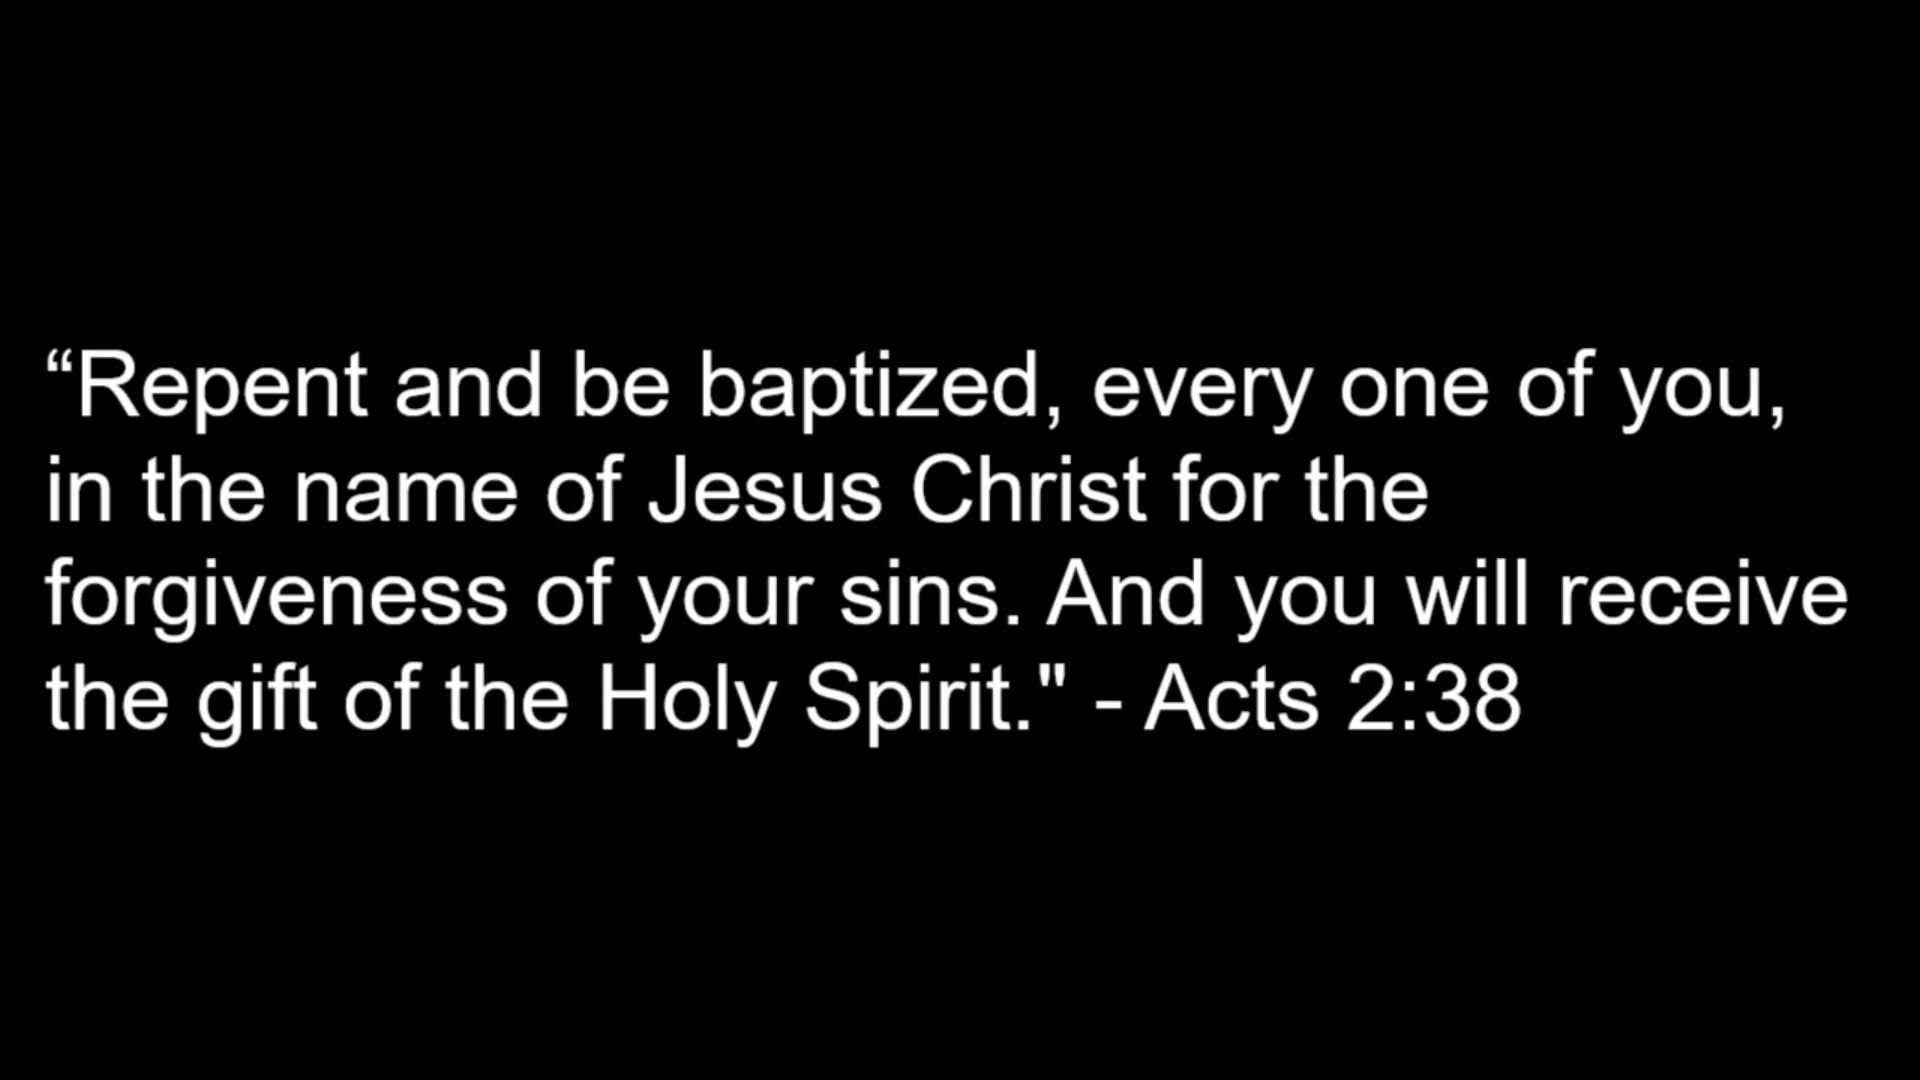 “Repent and be baptized, every one of you,
in the name of Jesus Christ for the
forgiveness of your sins. And you will receive
the gift of the Holy Spirit." - Acts 2:38